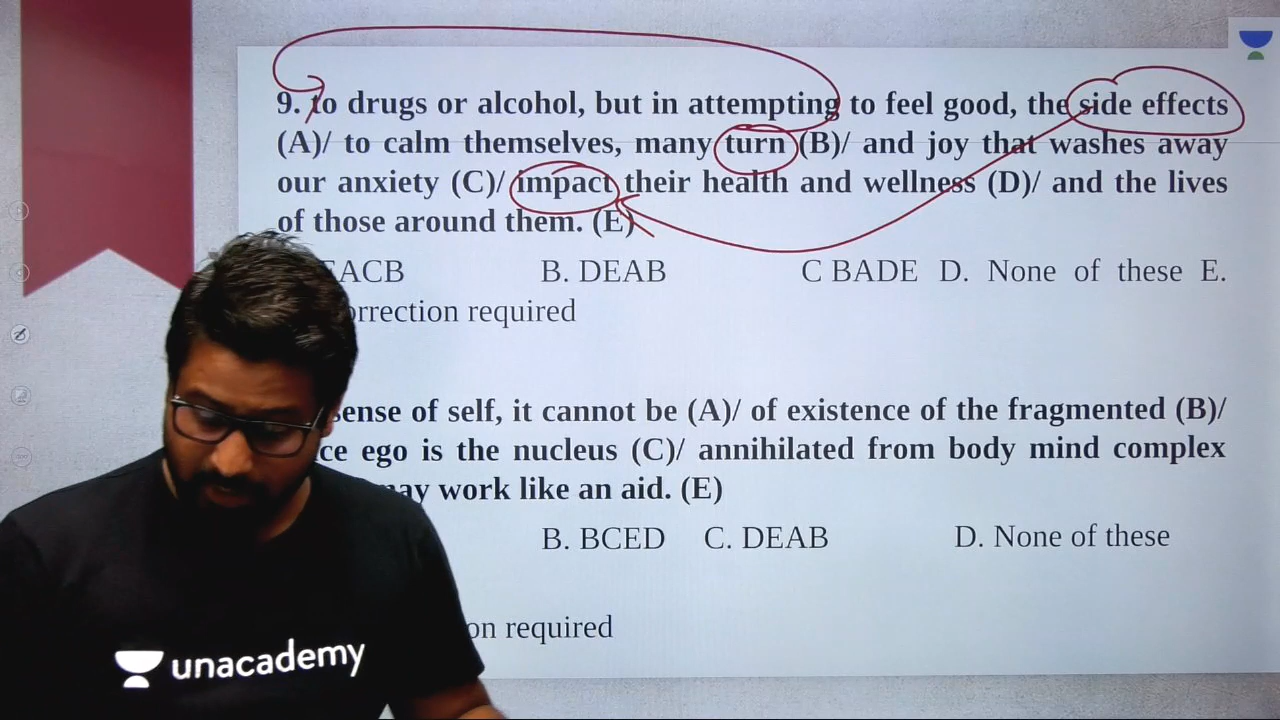 9. to drugs or alcohol, but in attempting to feel good, the side effects
(A)/ to calm themselves, many turn (B)/ and joy that washes away
our anxiety (C)/ impact their health and wellness (D)/ and the lives
of those around them. (E)
EACB B. DEAB C BADE D. None of these E.
orrection required
sense of self, it cannot be (A)/ of existence of the fragmented (B)/
ce ego is the nucleus (C)/ annihilated from body mind complex
may work like an aid. (E)
B. BCED C. DEAB D. None of these
on required
unacademy